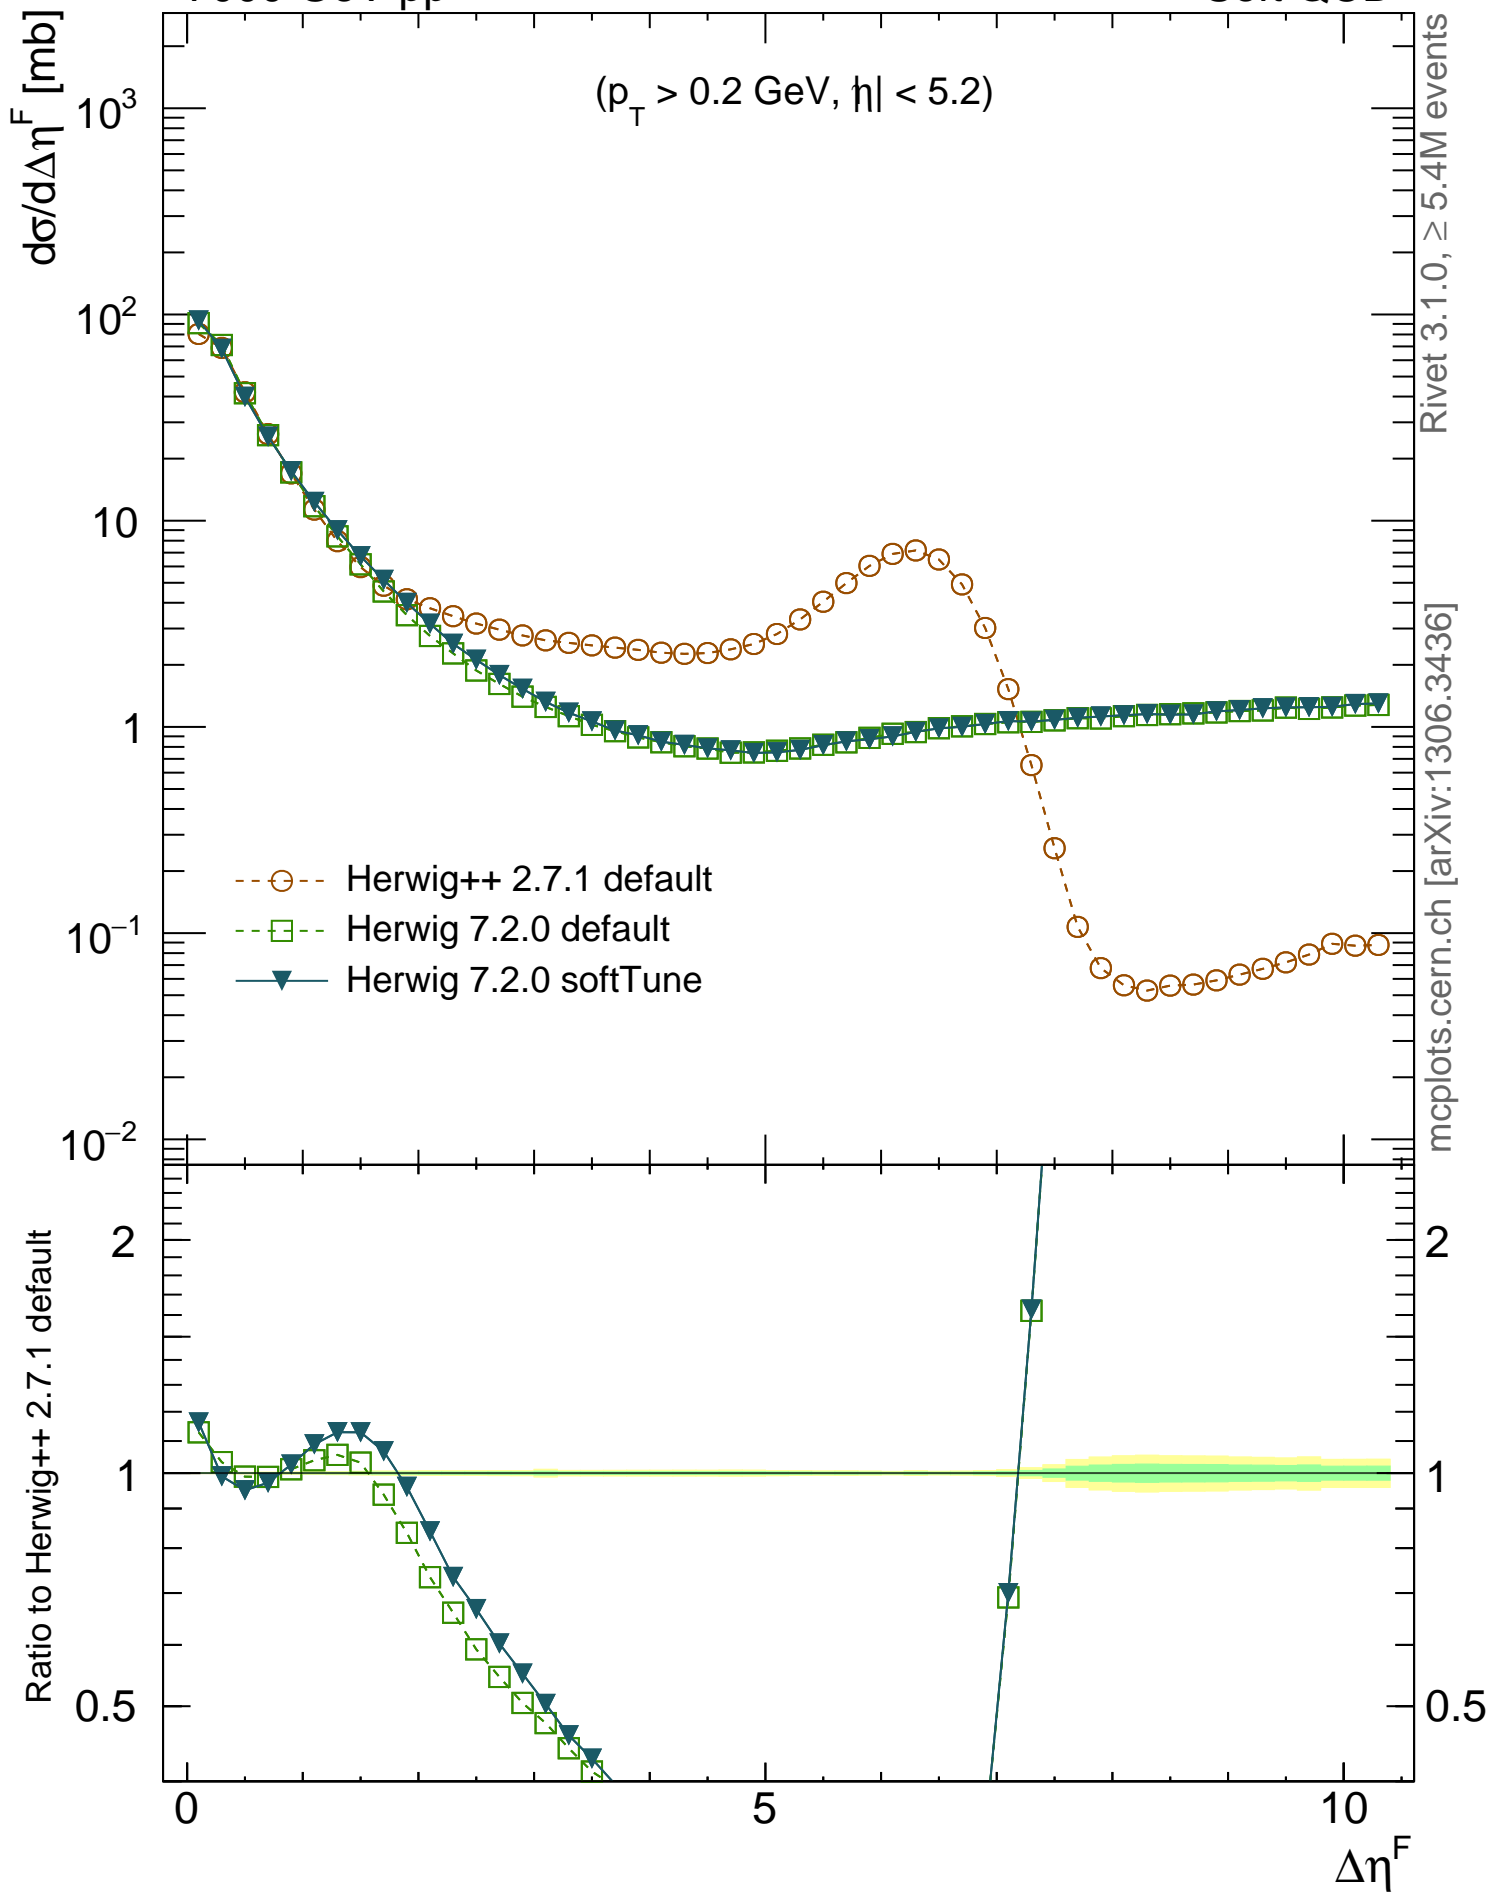 dσ/dΔη^F [mb]
(p_T > 0.2 GeV, |η| < 5.2)
10^3
10^2
10
1
10^−1
10^−2
Herwig++ 2.7.1 default
Herwig 7.2.0 default
Herwig 7.2.0 softTune
Rivet 3.1.0, ≥ 5.4M events
mcplots.cern.ch [arXiv:1306.3436]
Ratio to Herwig++ 2.7.1 default
2
1
0.5
2
1
0.5
0
5
10
Δη^F